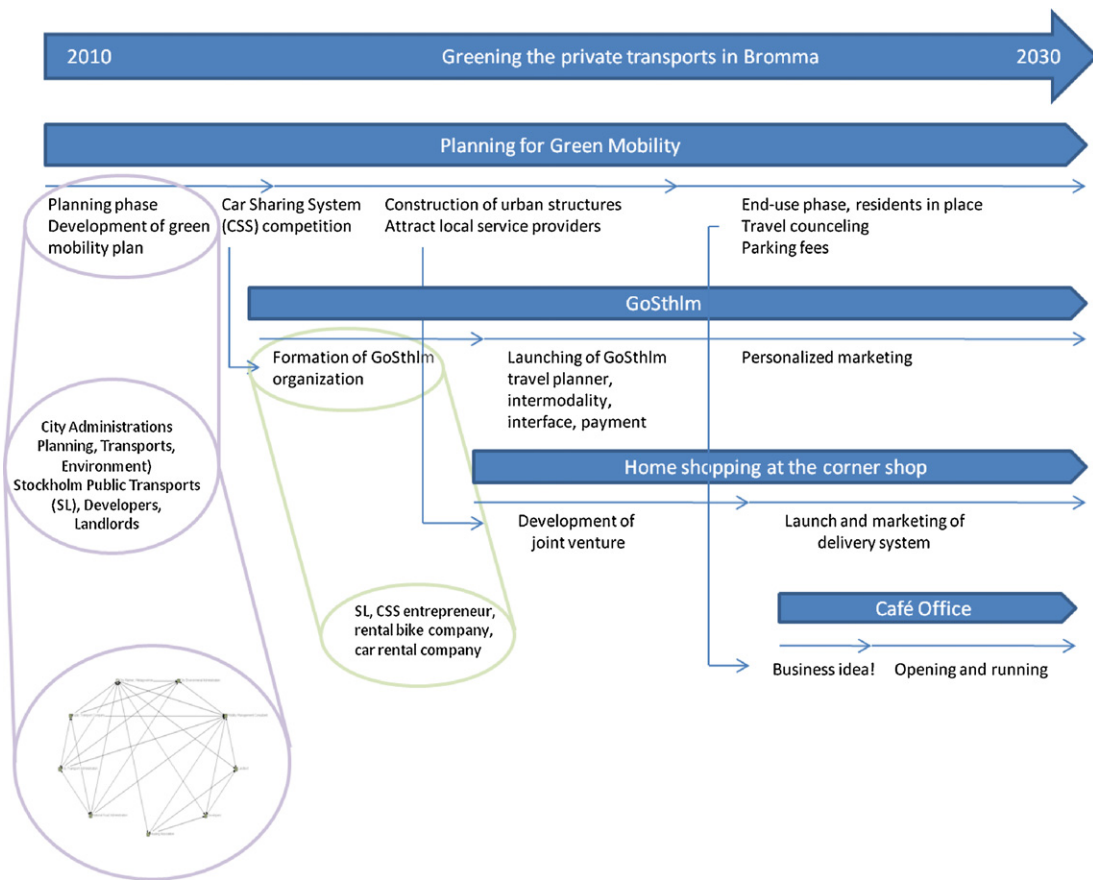 2010 Greening the private transports in Bromma 2030
Planning for Green Mobility
Planning phase
Development of green
mobility plan
Car Sharing System
(CSS) competition
Construction of urban structures
Attract local service providers
End-use phase, residents in place
Travel counceling
Parking fees
GoSthlm
Formation of GoSthlm
organization
Launching of GoSthlm
travel planner,
intermodality,
interface, payment
Personalized marketing
City Administrations
Planning, Transports,
Environment)
Stockholm Public Transports
(SL), Developers,
Landlords
Home shopping at the corner shop
Development of
joint venture
Launch and marketing of
delivery system
SL, CSS entrepreneur,
rental bike company,
car rental company
Café Office
Business idea!
Opening and running